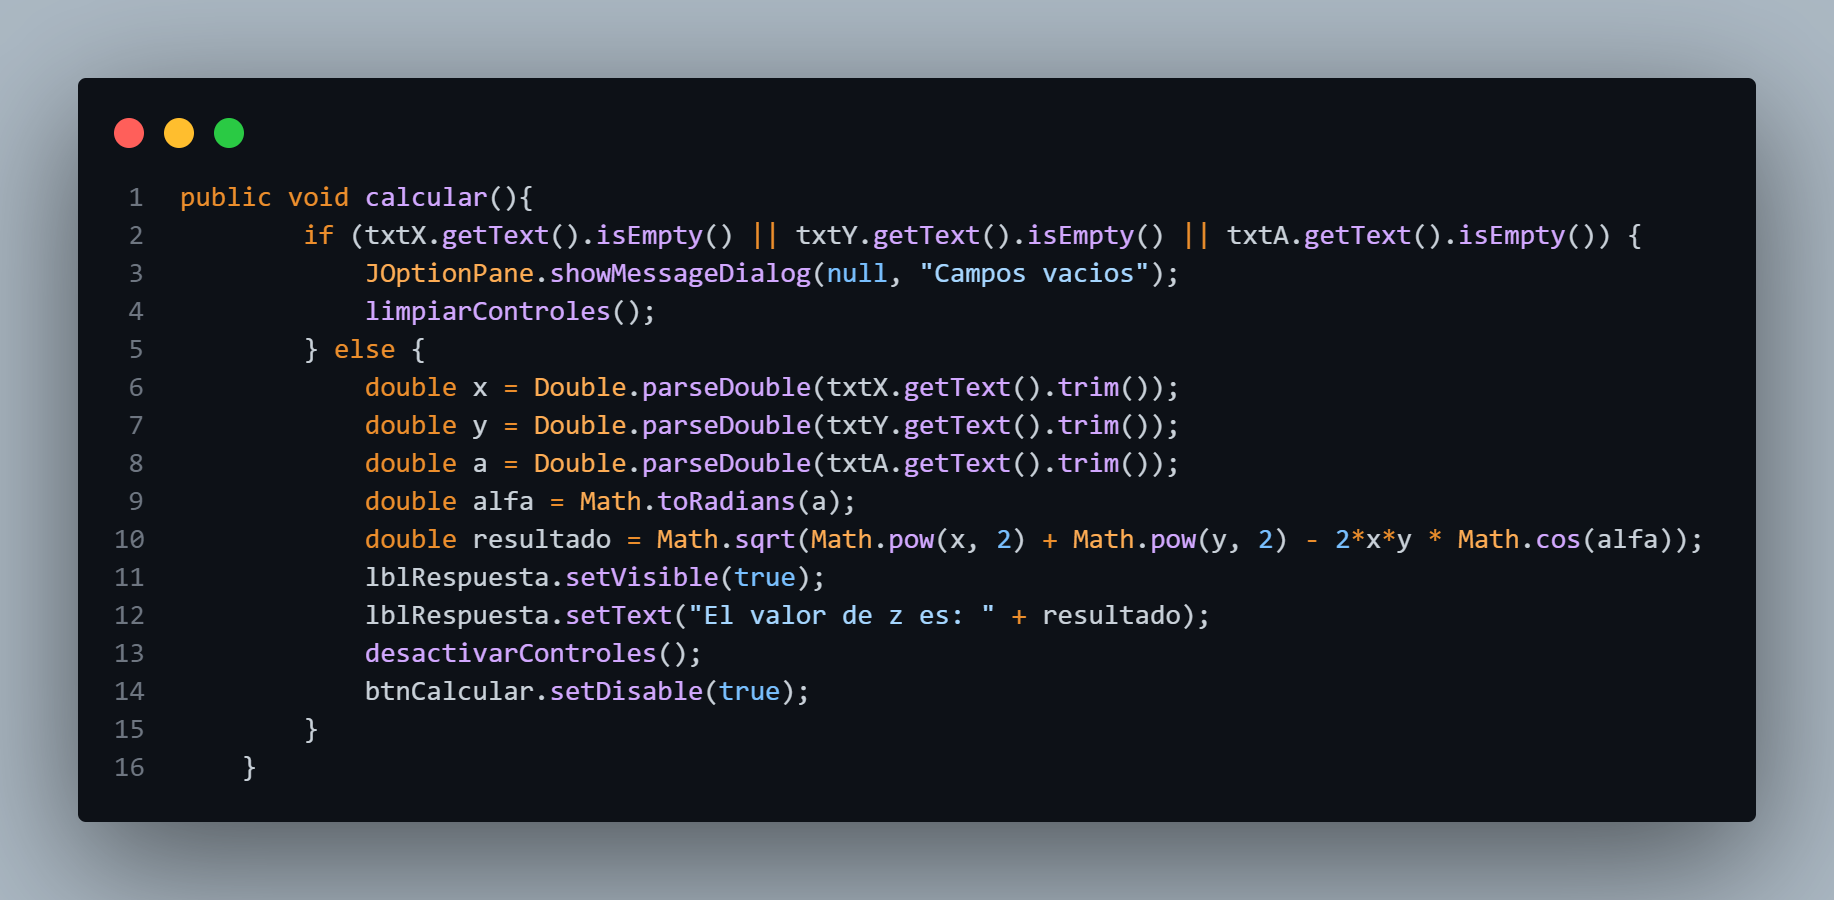 1 public void calcular(){
2 if (txtX.getText().isEmpty() || txtY.getText().isEmpty() || txtA.getText().isEmpty()) {
3 JOptionPane.showMessageDialog(null, "Campos vacios");
4 limpiarControles();
5 } else {
6 double x = Double.parseDouble(txtX.getText().trim());
7 double y = Double.parseDouble(txtY.getText().trim());
8 double a = Double.parseDouble(txtA.getText().trim());
9 double alfa = Math.toRadians(a);
10 double resultado = Math.sqrt(Math.pow(x, 2) + Math.pow(y, 2) - 2*x*y * Math.cos(alfa));
11 lblRespuesta.setVisible(true);
12 lblRespuesta.setText("El valor de z es: " + resultado);
13 desactivarControles();
14 btnCalcular.setDisable(true);
15 }
16 }